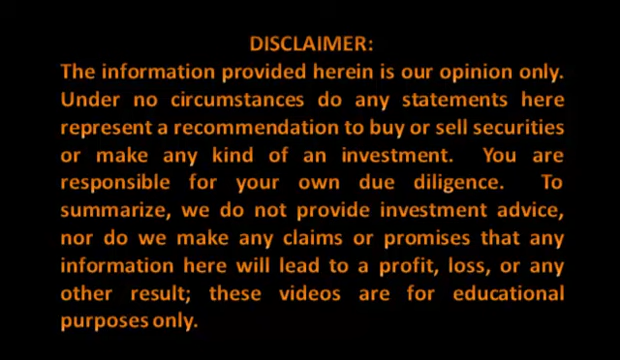 DISCLAIMER:
The information provided herein is our opinion only.
Under no circumstances do any statements here
represent a recommendation to buy or sell securities
or make any kind of an investment. You are
responsible for your own due diligence. To
summarize, we do not provide investment advice,
nor do we make any claims or promises that any
information here will lead to a profit, loss, or any
other result; these videos are for educational
purposes only.